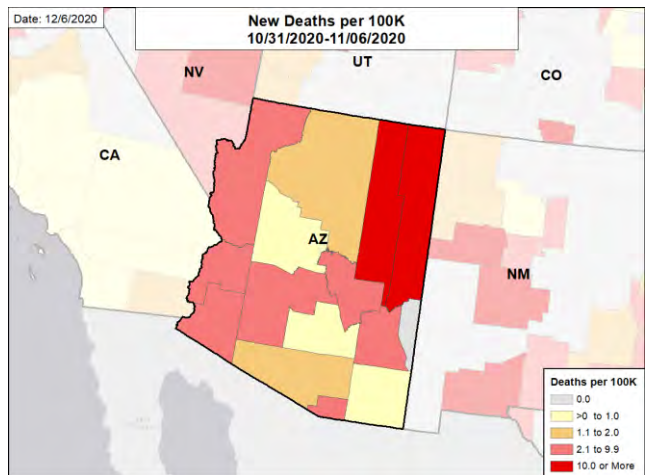 Date: 12/6/2020
New Deaths per 100K
10/31/2020-11/06/2020
UT
NV
CO
CA
AZ
NM
Deaths per 100K
0.0
>0 to 1.0
1.1 to 2.0
2.1 to 9.9
10.0 or More